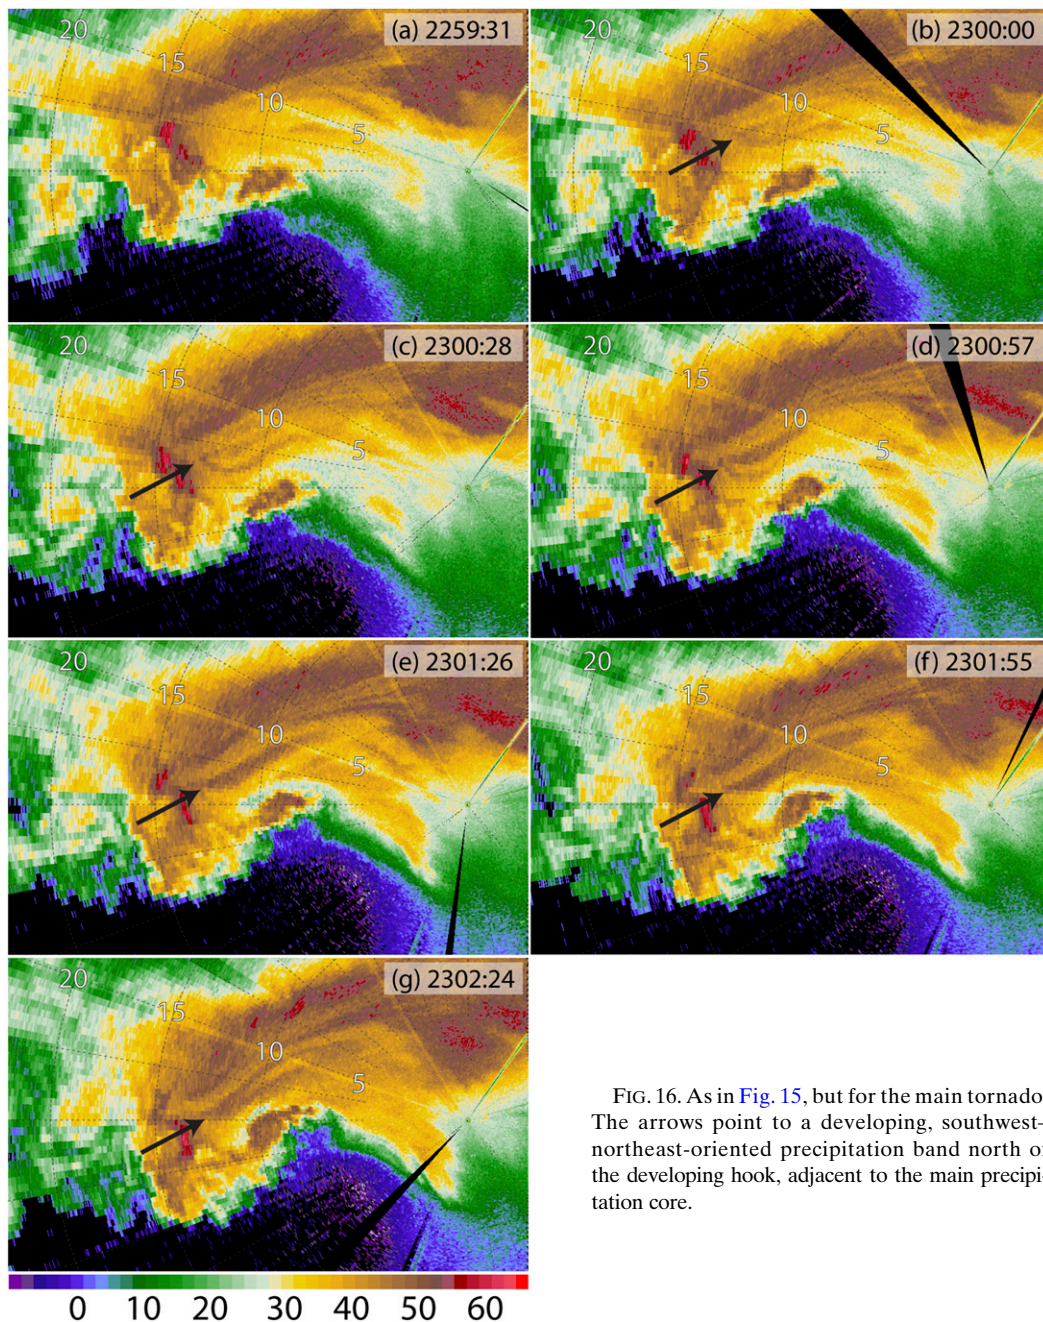 20 (a) 2259:31
15
10
5
20 (b) 2300:00
15
10
5
20 (c) 2300:28
15
10
5
20 (d) 2300:57
15
10
5
20 (e) 2301:26
15
10
5
20 (f) 2301:55
15
10
5
20 (g) 2302:24
15
10
5
FIG. 16. As in Fig. 15, but for the main tornado
The arrows point to a developing, southwest–
northeast-oriented precipitation band north of
the developing hook, adjacent to the main precipi-
tation core.
0 10 20 30 40 50 60